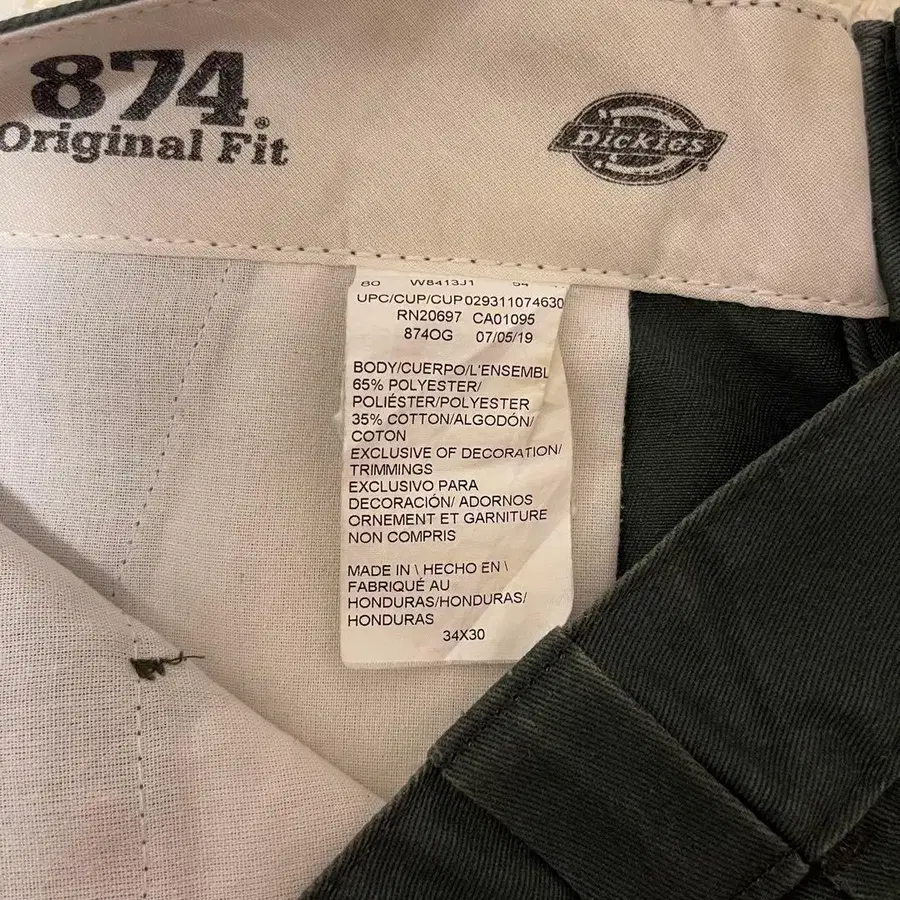 874®
Original Fit
Dickies®
80 W8413J1 54
UPC/CUP/CUP029311074630
RN20697 CA01095
874OG 07/05/19
BODY/CUERPO/L'ENSEMBL
65% POLYESTER/
POLIÉSTER/POLYESTER
35% COTTON/ALGODÓN/
COTON
EXCLUSIVE OF DECORATION/
TRIMMINGS
EXCLUSIVO PARA
DECORACIÓN/ ADORNOS
ORNEMENT ET GARNITURE
NON COMPRIS
MADE IN \ HECHO EN \
FABRIQUÉ AU
HONDURAS/HONDURAS/
HONDURAS
34X30